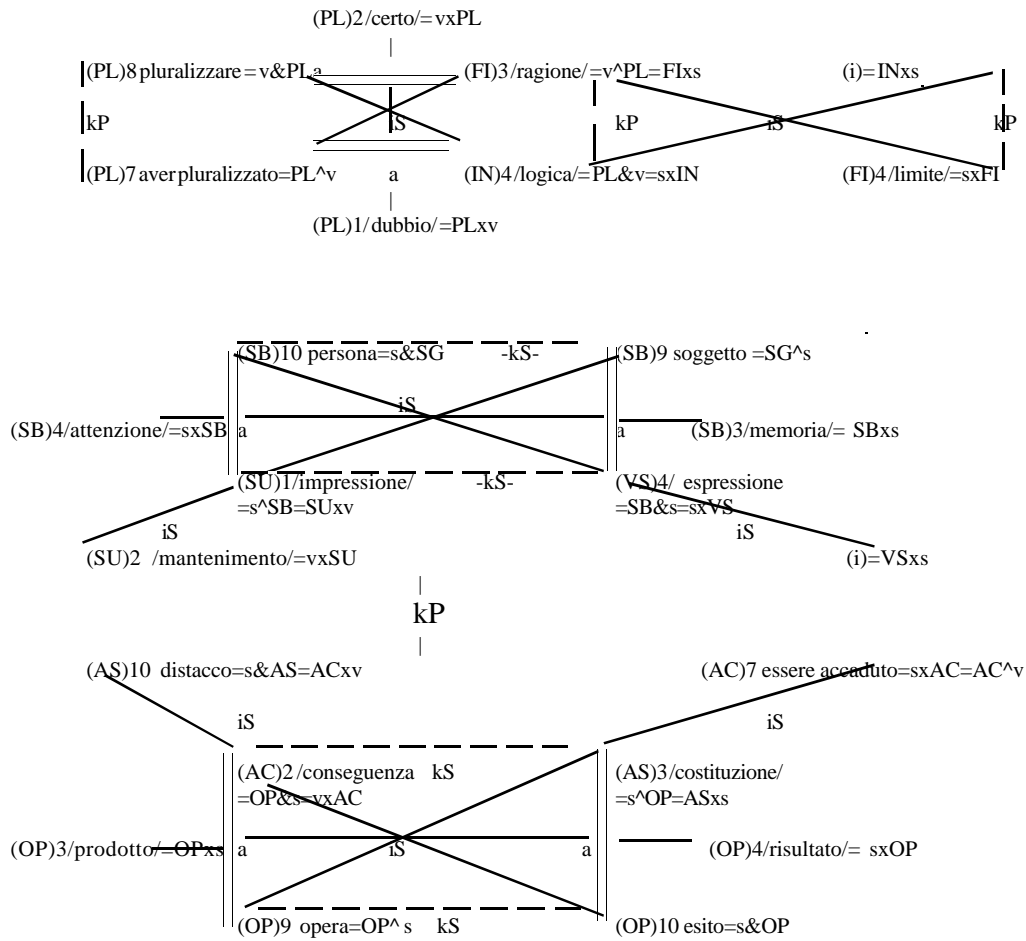 (PL)2/certo/=vxPL
|
(PL)8 pluralizzare=v&PL a (FI)3/ragione/=v^PL=FIxs (i)=INxs
kP iS kP iS kP
(PL)7 aver pluralizzato=PL^v a (IN)4/logica/=PL&v=sxIN (FI)4/limite/=sxFI
|
(PL)1/dubbio/=PLxv
(SB)10 persona=s&SG -kS- (SB)9 soggetto =SG^s
iS
(SB)4/attenzione/=sxSB a a (SB)3/memoria/= SBxs
(SU)1/impressione/ -kS- (VS)4/ espressione
=s^SB=SUxv =SB&s=sxVS
iS iS
(SU)2 /mantenimento/=vxSU (i)=VSxs
|
kP
|
(AS)10 distacco=s&AS=ACxv (AC)7 essere accaduto=sxAC=AC^v
iS iS
(AC)2/conseguenza kS (AS)3/costituzione/
=OP&s=vxAC =s^OP=ASxs
(OP)3/prodotto/=OPxs a iS a (OP)4/risultato/= sxOP
(OP)9 opera=OP^ s kS (OP)10 esito=s&OP